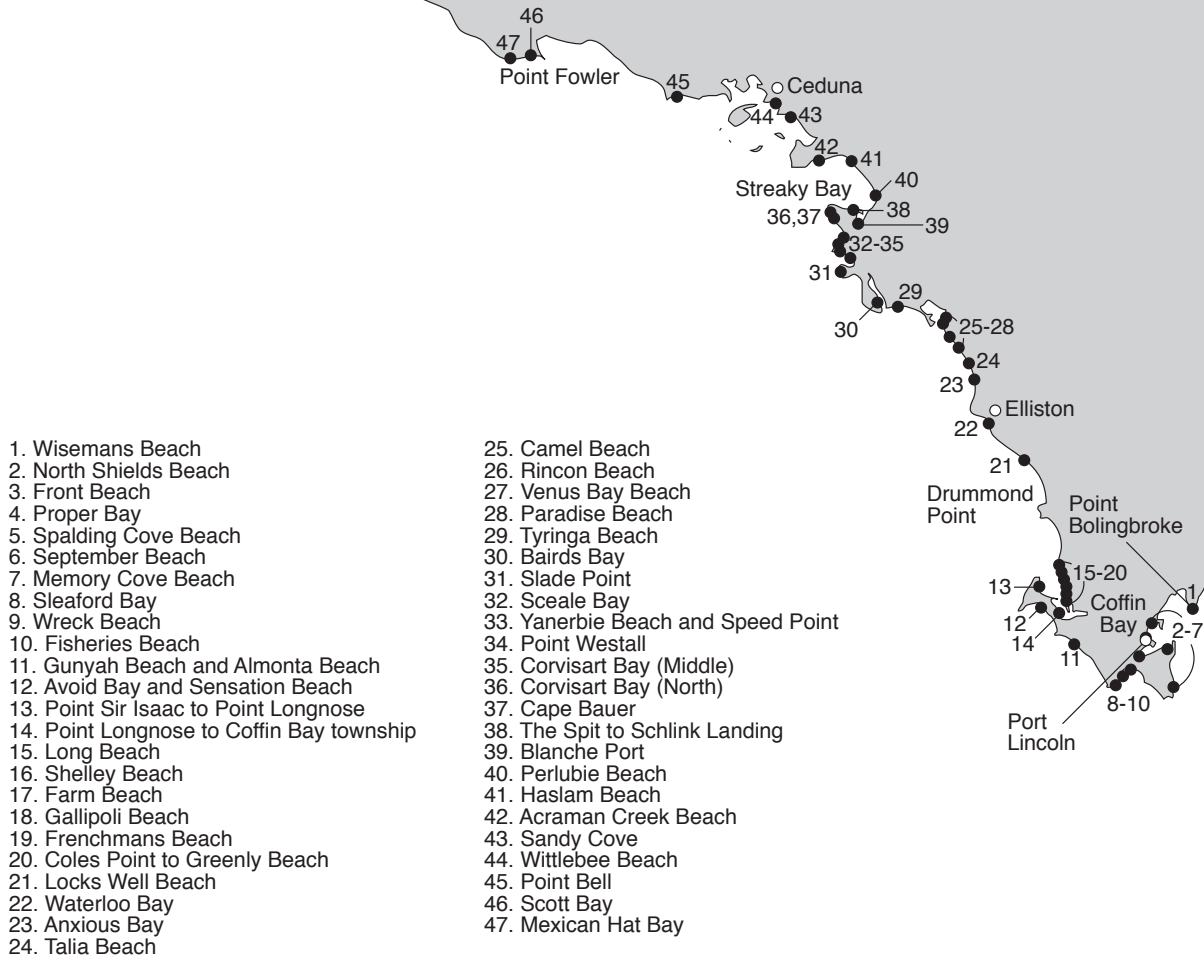 46
47
Point Fowler
45
Ceduna
44
43
42
41
Streaky Bay
40
36,37
38
39
32-35
31
29
30
25-28
24
23
Elliston
22
21
Drummond
Point
Point
Bolingbroke
13
15-20
1
Coffin
Bay
12
14
2-7
11
8-10
Port
Lincoln
1. Wisemans Beach
2. North Shields Beach
3. Front Beach
4. Proper Bay
5. Spalding Cove Beach
6. September Beach
7. Memory Cove Beach
8. Sleaford Bay
9. Wreck Beach
10. Fisheries Beach
11. Gunyah Beach and Almonta Beach
12. Avoid Bay and Sensation Beach
13. Point Sir Isaac to Point Longnose
14. Point Longnose to Coffin Bay township
15. Long Beach
16. Shelley Beach
17. Farm Beach
18. Gallipoli Beach
19. Frenchmans Beach
20. Coles Point to Greenly Beach
21. Locks Well Beach
22. Waterloo Bay
23. Anxious Bay
24. Talia Beach
25. Camel Beach
26. Rincon Beach
27. Venus Bay Beach
28. Paradise Beach
29. Tyringa Beach
30. Bairds Bay
31. Slade Point
32. Sceale Bay
33. Yanerbie Beach and Speed Point
34. Point Westall
35. Corvisart Bay (Middle)
36. Corvisart Bay (North)
37. Cape Bauer
38. The Spit to Schlink Landing
39. Blanche Port
40. Perlubie Beach
41. Haslam Beach
42. Acraman Creek Beach
43. Sandy Cove
44. Wittlebee Beach
45. Point Bell
46. Scott Bay
47. Mexican Hat Bay